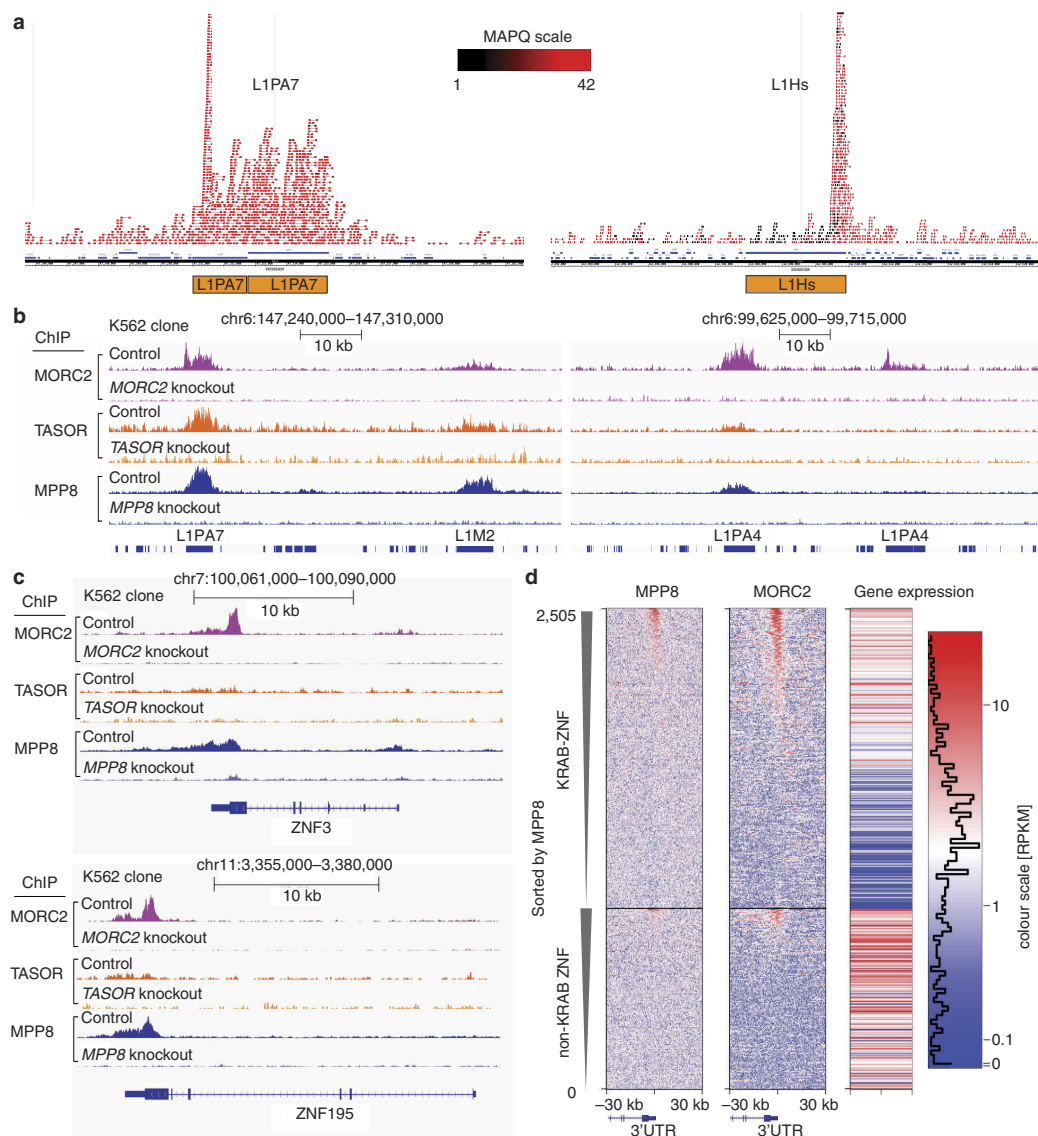 a
MAPQ scale
1 42
L1PA7
L1Hs
L1PA7 L1PA7
L1Hs
b
ChIP
K562 clone
chr6:147,240,000–147,310,000
10 kb
chr6:99,625,000–99,715,000
10 kb
MORC2
Control
MORC2 knockout
TASOR
Control
TASOR knockout
MPP8
Control
MPP8 knockout
L1PA7 L1M2 L1PA4 L1PA4
c
ChIP
K562 clone
chr7:100,061,000–100,090,000
10 kb
MORC2
Control
MORC2 knockout
TASOR
Control
TASOR knockout
MPP8
Control
MPP8 knockout
ZNF3
ChIP
K562 clone
chr11:3,355,000–3,380,000
10 kb
MORC2
Control
MORC2 knockout
TASOR
Control
TASOR knockout
MPP8
Control
MPP8 knockout
ZNF195
d
MPP8 MORC2 Gene expression
2,505
KRAB-ZNF
Sorted by MPP8
non-KRAB ZNF
0
–30 kb 30 kb –30 kb 30 kb
3'UTR 3'UTR
10
1
0.1
0
colour scale [RPKM]